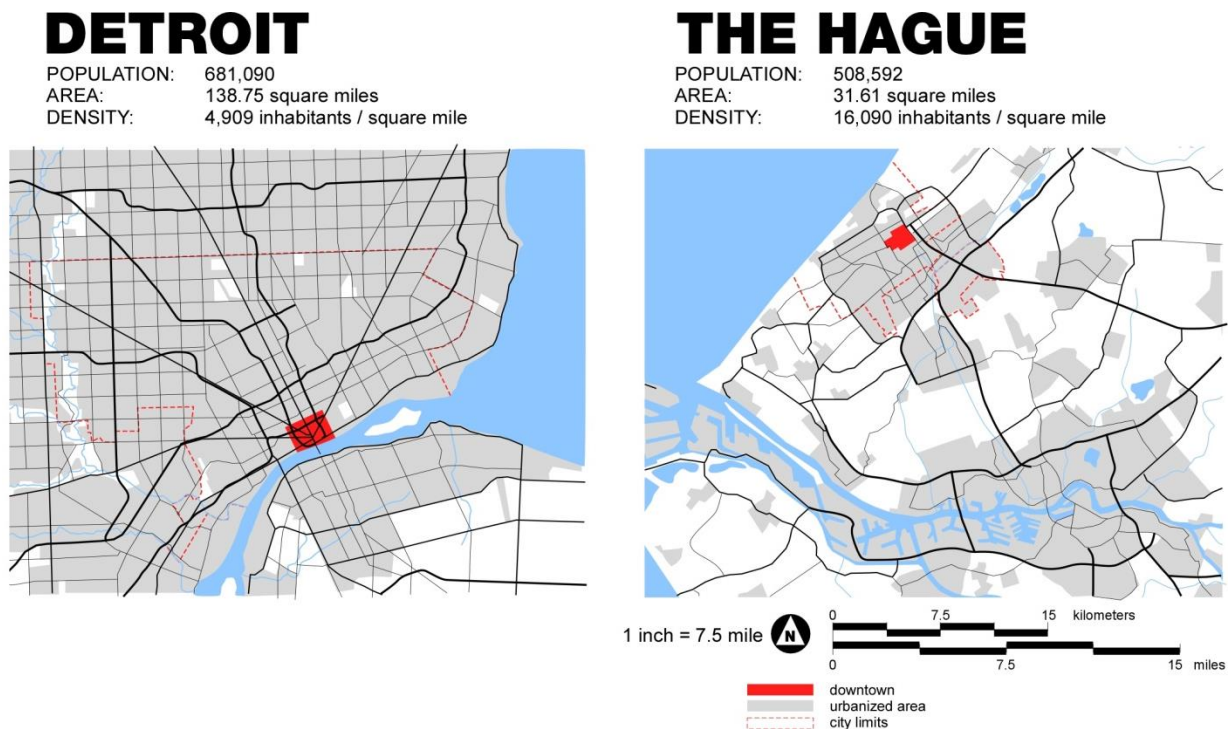 DETROIT
POPULATION: 681,090
AREA: 138.75 square miles
DENSITY: 4,909 inhabitants / square mile
THE HAGUE
POPULATION: 508,592
AREA: 31.61 square miles
DENSITY: 16,090 inhabitants / square mile
1 inch = 7.5 mile
N
0 7.5 15 kilometers
0 7.5 15 miles
downtown
urbanized area
city limits